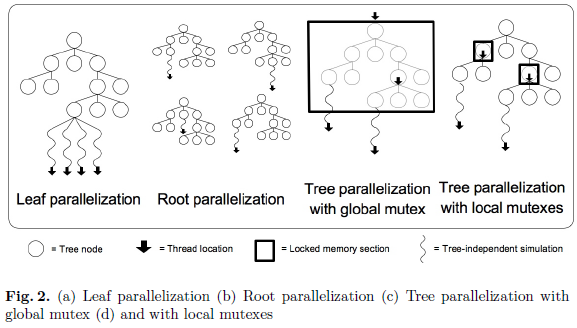 Leaf parallelization
Root parallelization
Tree parallelization
with global mutex
Tree parallelization
with local mutexes
= Tree node
= Thread location
= Locked memory section
= Tree-independent simulation
Fig. 2. (a) Leaf parallelization (b) Root parallelization (c) Tree parallelization with
global mutex (d) and with local mutexes